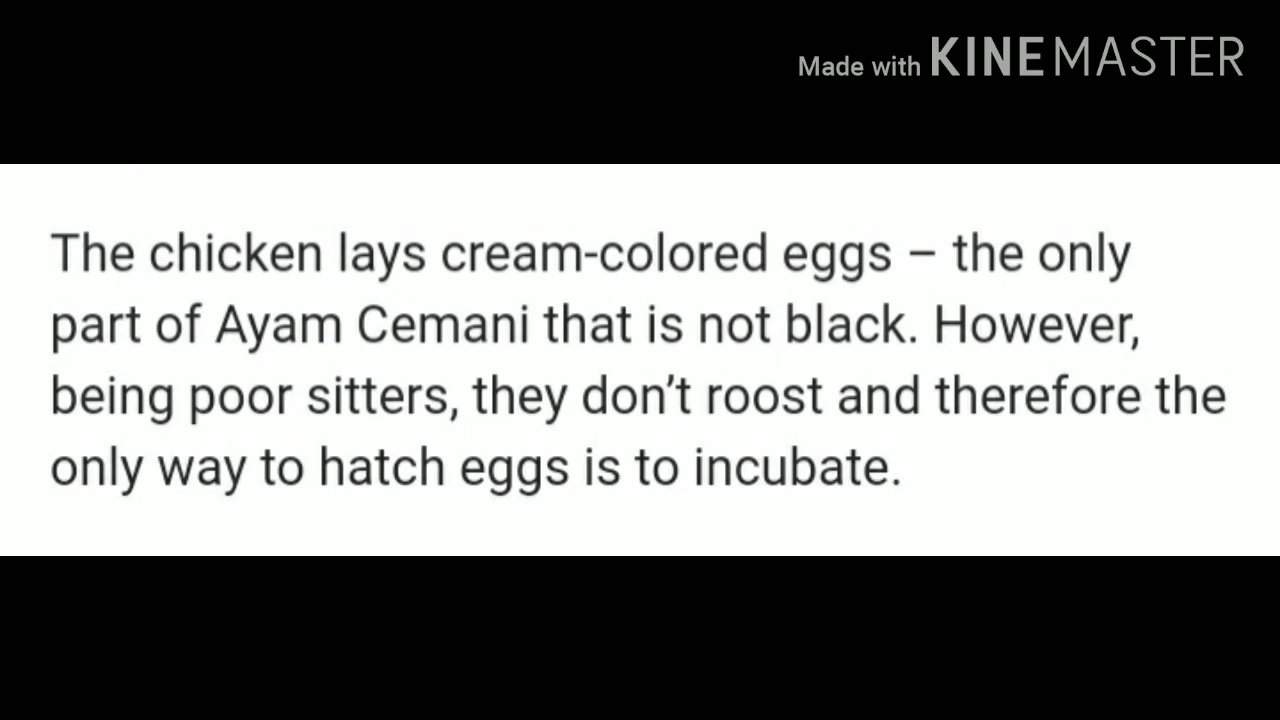 Made with KINEMASTER
The chicken lays cream-colored eggs – the only
part of Ayam Cemani that is not black. However,
being poor sitters, they don’t roost and therefore the
only way to hatch eggs is to incubate.